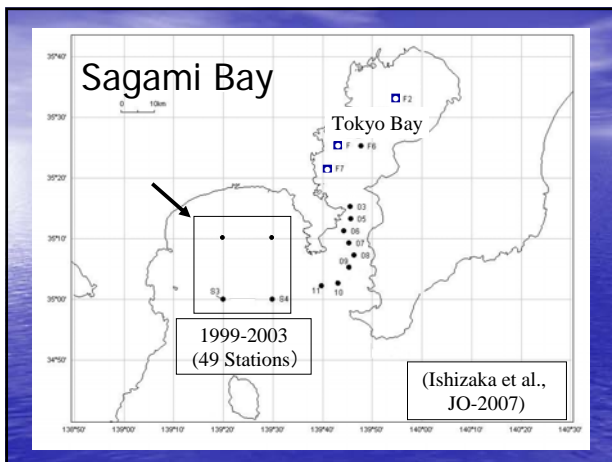 Sagami Bay
0 10km
Tokyo Bay
F2
F
F6
F7
03
05
06
07
08
09
10
11
S3
S4
1999-2003
(49 Stations)
(Ishizaka et al.,
JO-2007)
35°40'
35°30'
35°20'
35°10'
35°00'
34°50'
138°50' 139°00' 139°10' 139°20' 139°30' 139°40' 139°50' 140°00' 140°10' 140°20' 140°30'